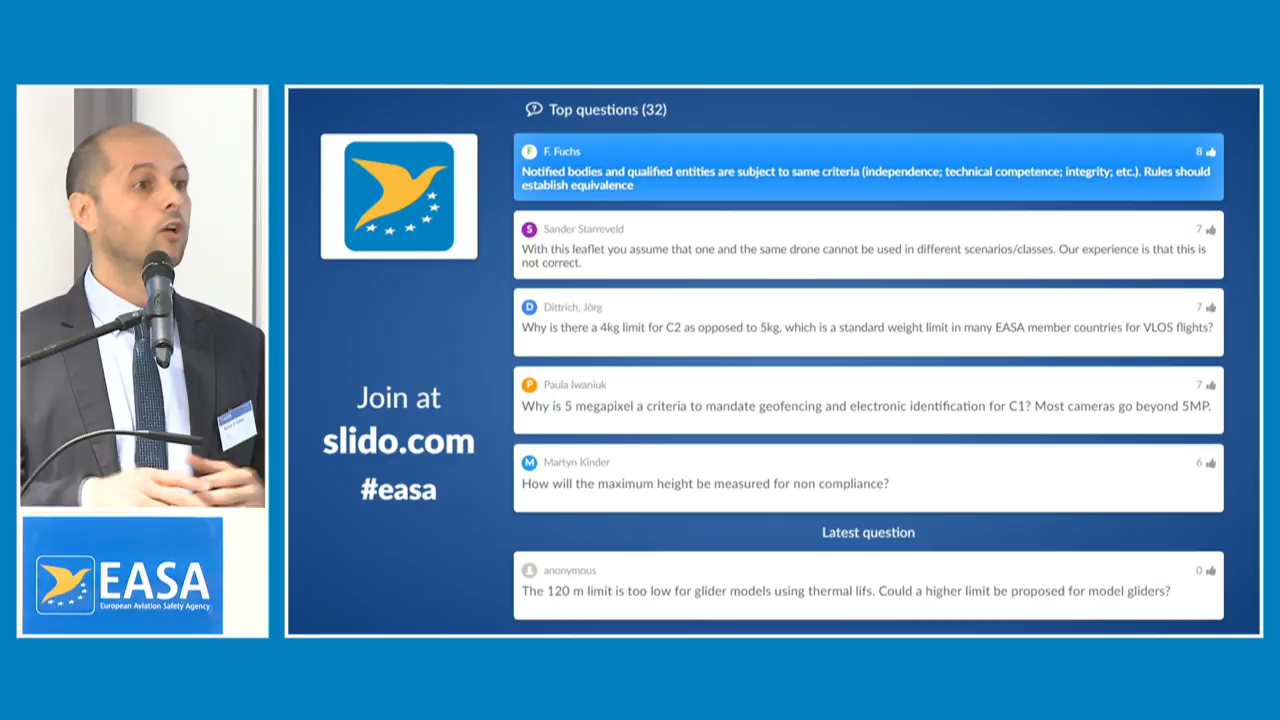 Top questions (32)
F
F. Fuchs
8
Notified bodies and qualified entities are subject to same criteria (independence; technical competence; integrity; etc.). Rules should
establish equivalence
S
Sander Starreveld
7
With this leaflet you assume that one and the same drone cannot be used in different scenarios/classes. Our experience is that this is
not correct.
D
Dittrich, Jörg
7
Why is there a 4kg limit for C2 as opposed to 5kg, which is a standard weight limit in many EASA member countries for VLOS flights?
P
Paula Iwaniuk
7
Why is 5 megapixel a criteria to mandate geofencing and electronic identification for C1? Most cameras go beyond 5MP.
M
Martyn Kinder
6
How will the maximum height be measured for non compliance?
Latest question
anonymous
0
The 120 m limit is too low for glider models using thermal lifs. Could a higher limit be proposed for model gliders?
Join at
slido.com
#easa
EASA
European Aviation Safety Agency